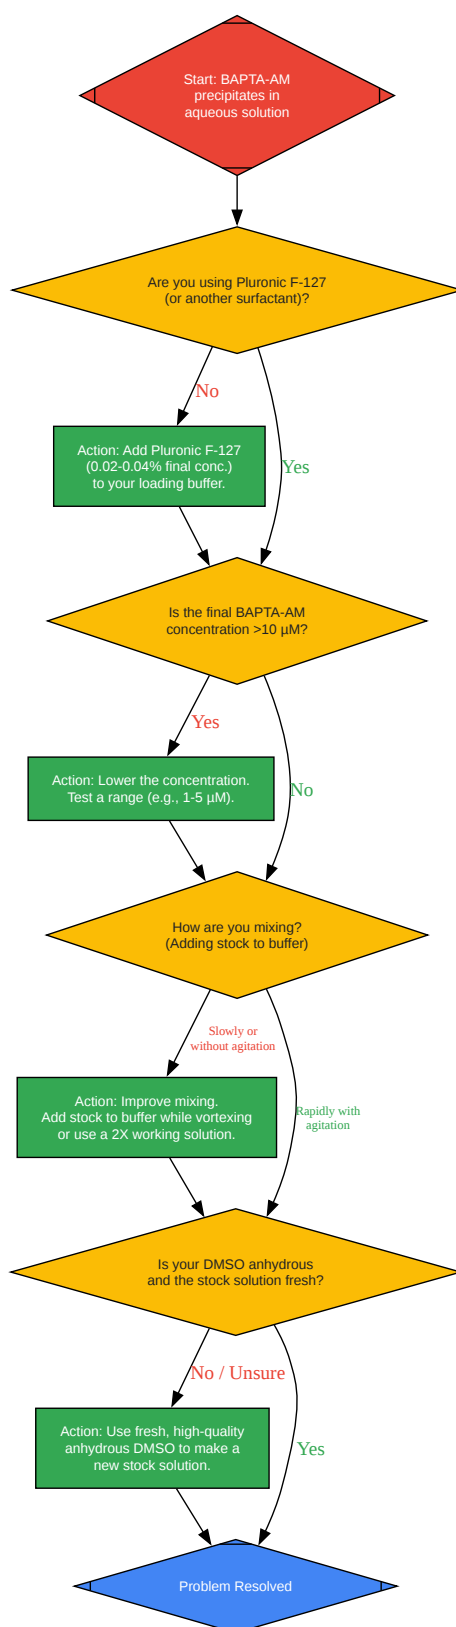 Start: BAPTA-AM
precipitates in
aqueous solution
Are you using Pluronic F-127
(or another surfactant)?
No
Action: Add Pluronic F-127
(0.02-0.04% final conc.)
to your loading buffer.
Yes
Is the final BAPTA-AM
concentration >10 µM?
Yes
Action: Lower the concentration.
Test a range (e.g., 1-5 µM).
No
How are you mixing?
(Adding stock to buffer)
Slowly or
without agitation
Action: Improve mixing.
Add stock to buffer while vortexing
or use a 2X working solution.
Rapidly with
agitation
Is your DMSO anhydrous
and the stock solution fresh?
No / Unsure
Action: Use fresh, high-quality
anhydrous DMSO to make a
new stock solution.
Yes
Problem Resolved